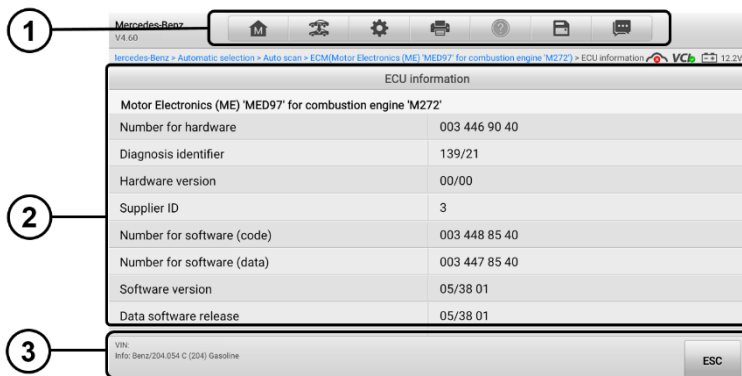 1
Mercedes-Benz
V4.60
M
?
lercedes-Benz > Automatic selection > Auto scan > ECM(Motor Electronics (ME) 'MED97' for combustion engine 'M272') > ECU information VCI 12.2V
ECU information
2
Motor Electronics (ME) 'MED97' for combustion engine 'M272'
Number for hardware 003 446 90 40
Diagnosis identifier 139/21
Hardware version 00/00
Supplier ID 3
Number for software (code) 003 448 85 40
Number for software (data) 003 447 85 40
Software version 05/38 01
Data software release 05/38 01
3
VIN:
Info: Benz/204.054 C (204) Gasoline
ESC